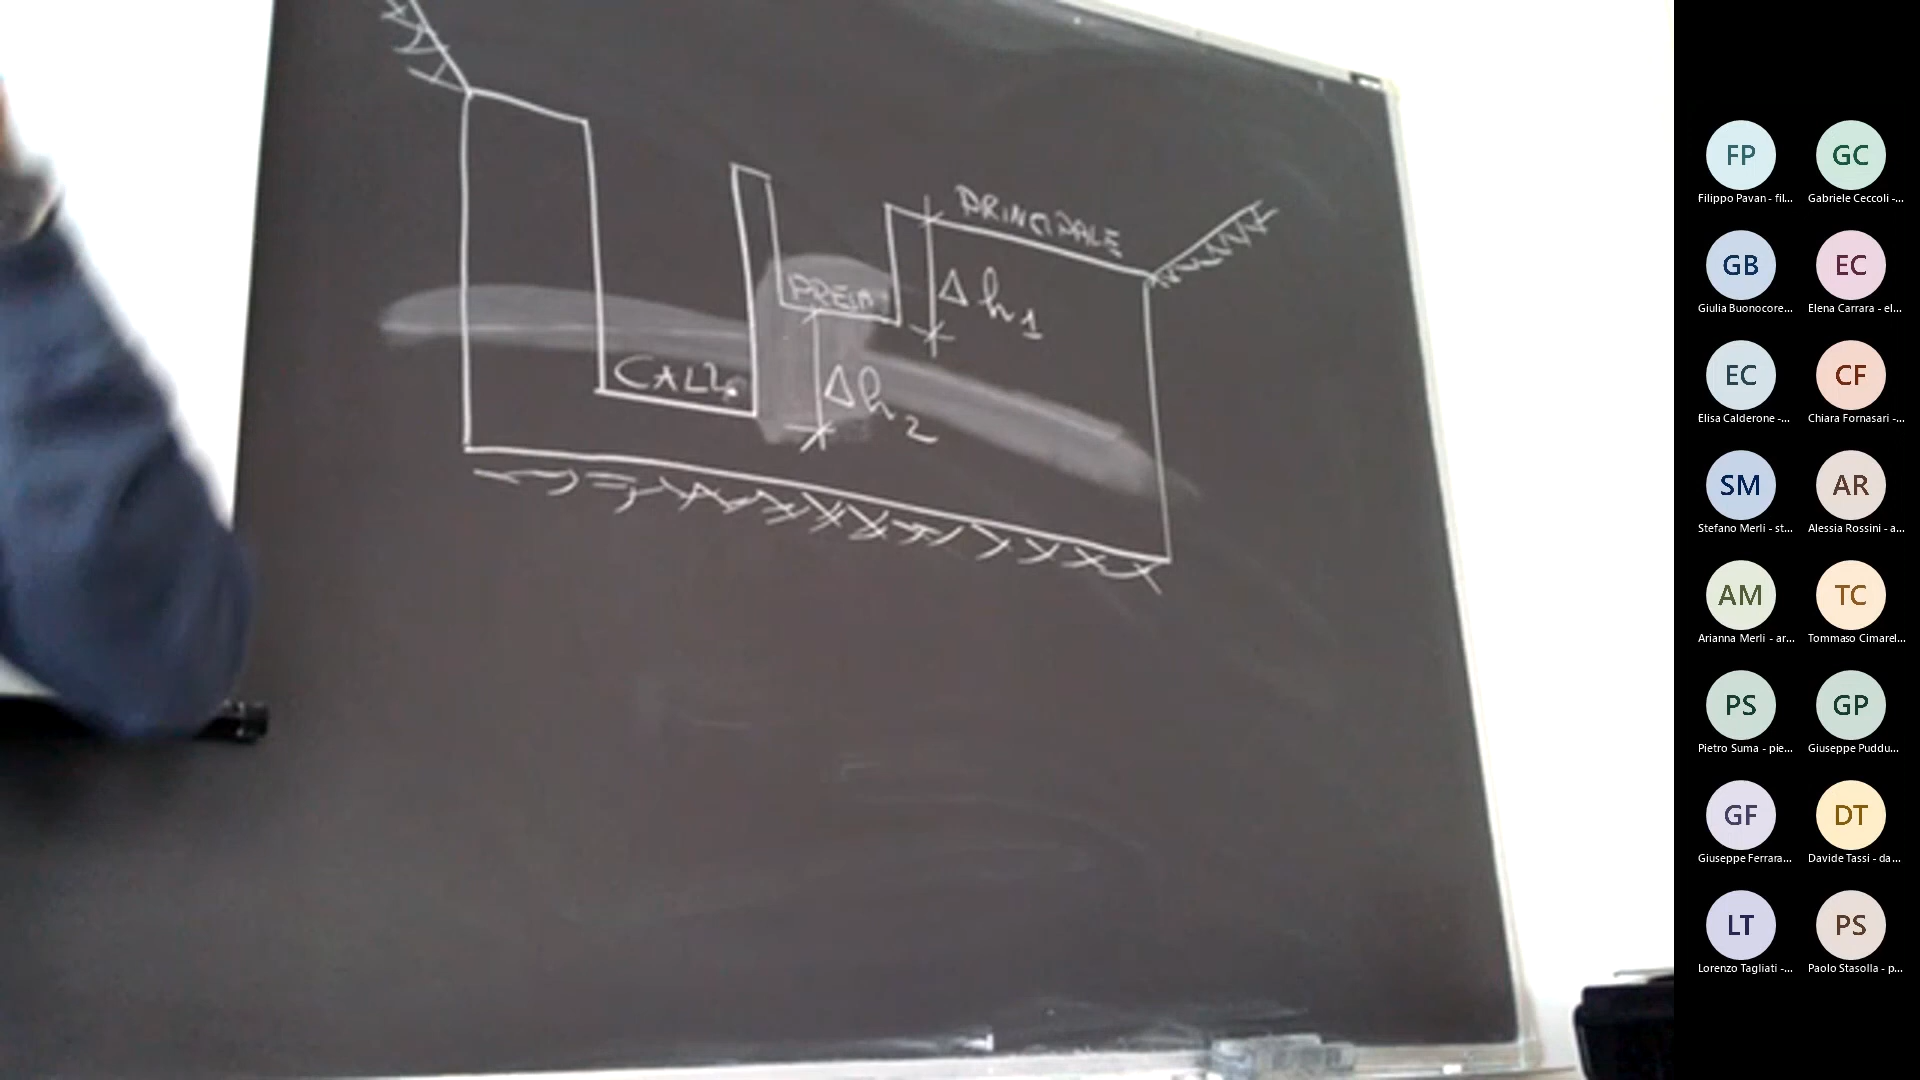 PRINCIPALE
Δh1
CALL
Δh2
FP
GC
Filippo Pavan - fil...
Gabriele Ceccoli -...
GB
EC
Giulia Buonocore...
Elena Carrara - el...
EC
CF
Elisa Calderone -...
Chiara Fornasari -...
SM
AR
Stefano Merli - st...
Alessia Rossini - a...
AM
TC
Arianna Merli - ar...
Tommaso Cimarel...
PS
GP
Pietro Suma - pie...
Giuseppe Puddu...
GF
DT
Giuseppe Ferrara...
Davide Tassi - da...
LT
PS
Lorenzo Tagliati -...
Paolo Stasolla - p...